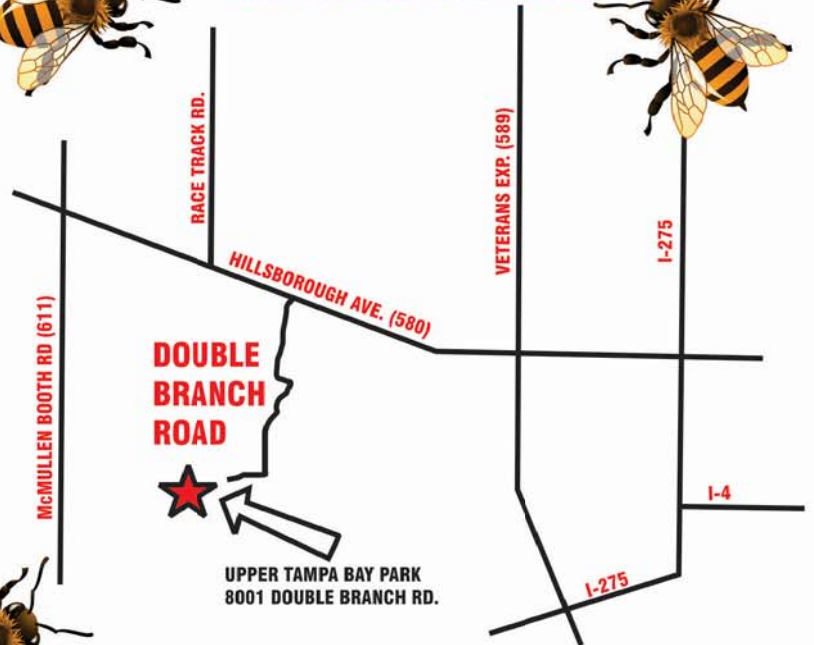 RACE TRACK RD.
VETERANS EXP. (589)
I-275
HILLSBOROUGH AVE. (580)
McMULLEN BOOTH RD (611)
DOUBLE
BRANCH
ROAD
I-4
UPPER TAMPA BAY PARK
8001 DOUBLE BRANCH RD.
I-275